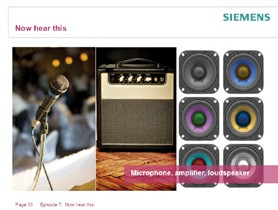 SIEMENS
Now hear this
Microphone, amplifier, loudspeaker
Page 13 Episode 7: Now hear this